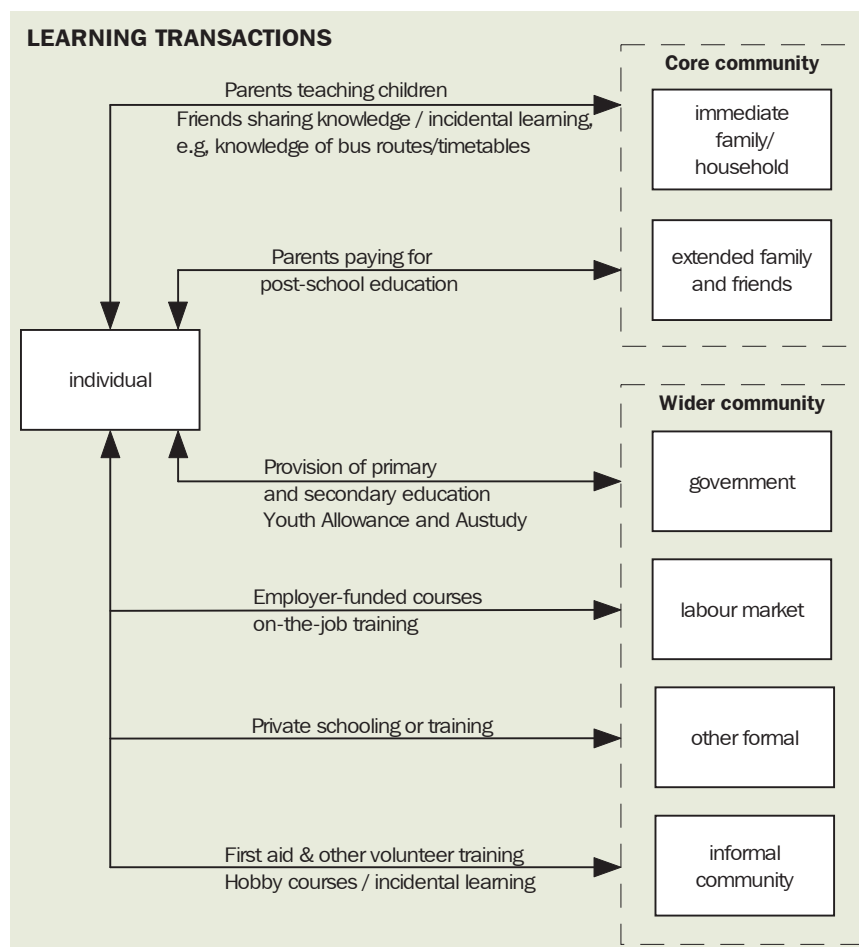 LEARNING TRANSACTIONS
Core community
Parents teaching children
Friends sharing knowledge / incidental learning,
e.g, knowledge of bus routes/timetables
immediate
family/
household
Parents paying for
post-school education
extended family
and friends
individual
Wider community
Provision of primary
and secondary education
Youth Allowance and Austudy
government
Employer-funded courses
on-the-job training
labour market
Private schooling or training
other formal
First aid & other volunteer training
Hobby courses / incidental learning
informal
community